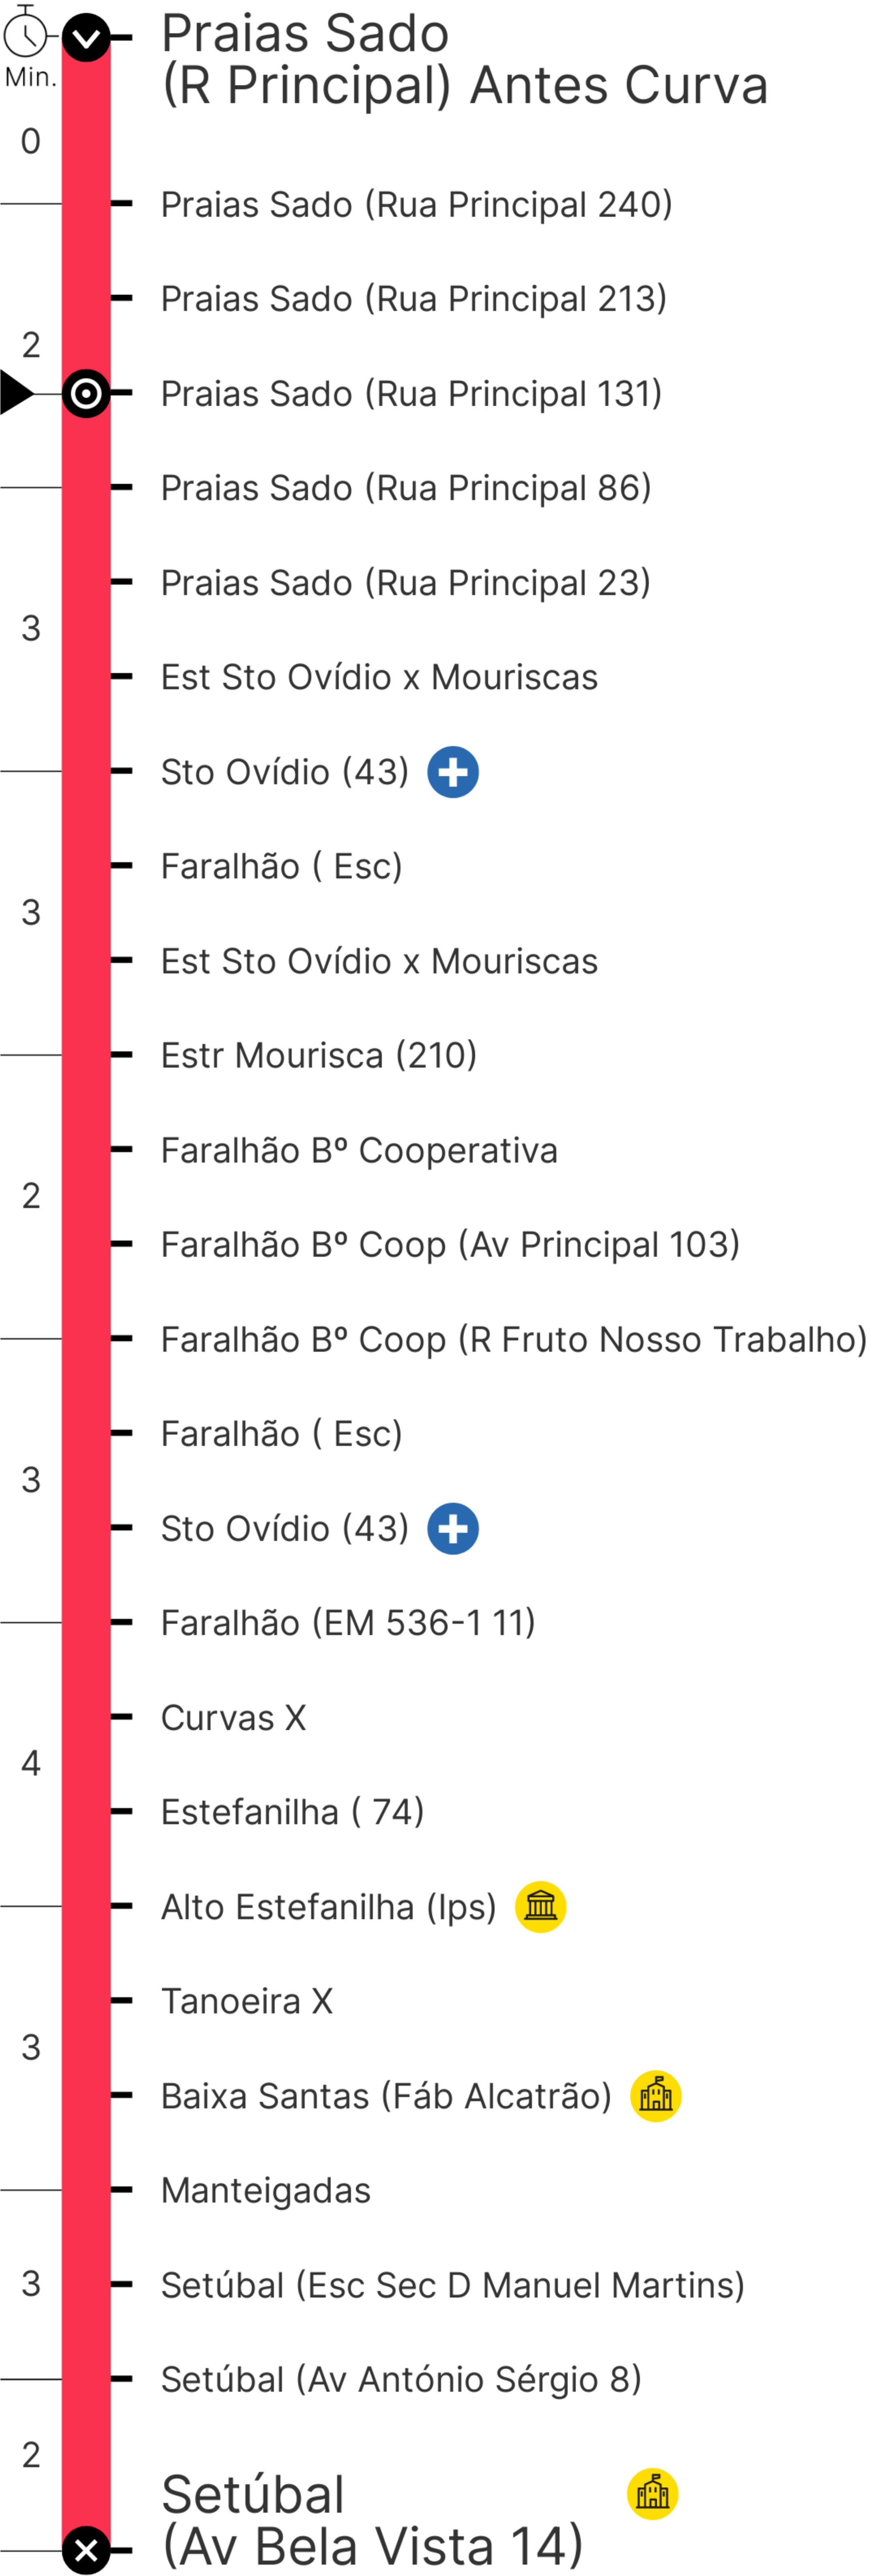 Praias Sado
(R Principal) Antes Curva
Min.
0
Praias Sado (Rua Principal 240)
Praias Sado (Rua Principal 213)
2
Praias Sado (Rua Principal 131)
Praias Sado (Rua Principal 86)
Praias Sado (Rua Principal 23)
3
Est Sto Ovídio x Mouriscas
Sto Ovídio (43)
Faralhão ( Esc)
3
Est Sto Ovídio x Mouriscas
Estr Mourisca (210)
Faralhão Bº Cooperativa
2
Faralhão Bº Coop (Av Principal 103)
Faralhão Bº Coop (R Fruto Nosso Trabalho)
Faralhão ( Esc)
3
Sto Ovídio (43)
Faralhão (EM 536-1 11)
Curvas X
4
Estefanilha ( 74)
Alto Estefanilha (Ips)
Tanoeira X
3
Baixa Santas (Fáb Alcatrão)
Manteigadas
3
Setúbal (Esc Sec D Manuel Martins)
Setúbal (Av António Sérgio 8)
2
Setúbal
(Av Bela Vista 14)